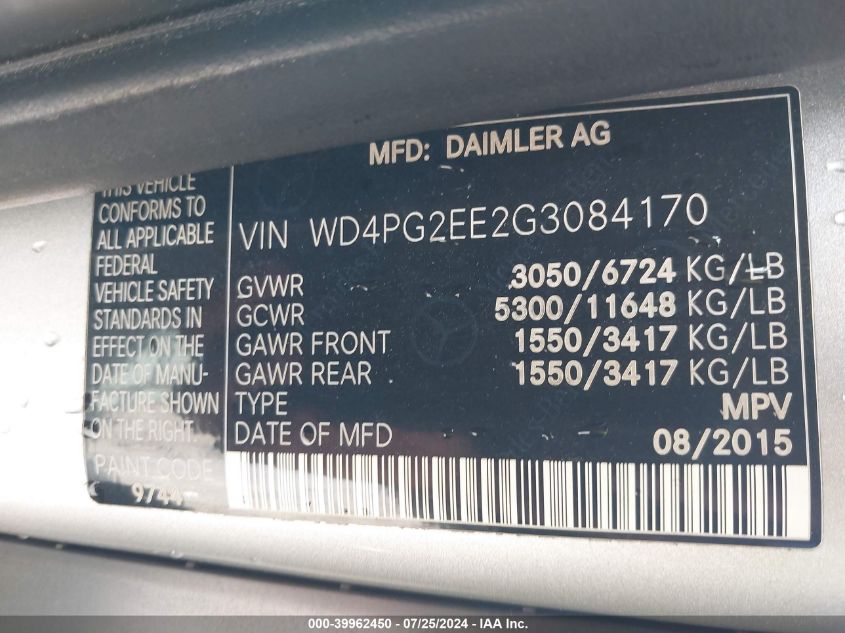 MFD: DAIMLER AG
THIS VEHICLE
CONFORMS TO
ALL APPLICABLE
FEDERAL
VEHICLE SAFETY
STANDARDS IN
EFFECT ON THE
DATE OF MANU-
FACTURE SHOWN
ON THE RIGHT.
PAINT CODE
9744
VIN WD4PG2EE2G3084170
GVWR 3050/6724 KG/LB
GCWR 5300/11648 KG/LB
GAWR FRONT 1550/3417 KG/LB
GAWR REAR 1550/3417 KG/LB
TYPE MPV
DATE OF MFD 08/2015
000-39962450 - 07/25/2024 - IAA Inc.